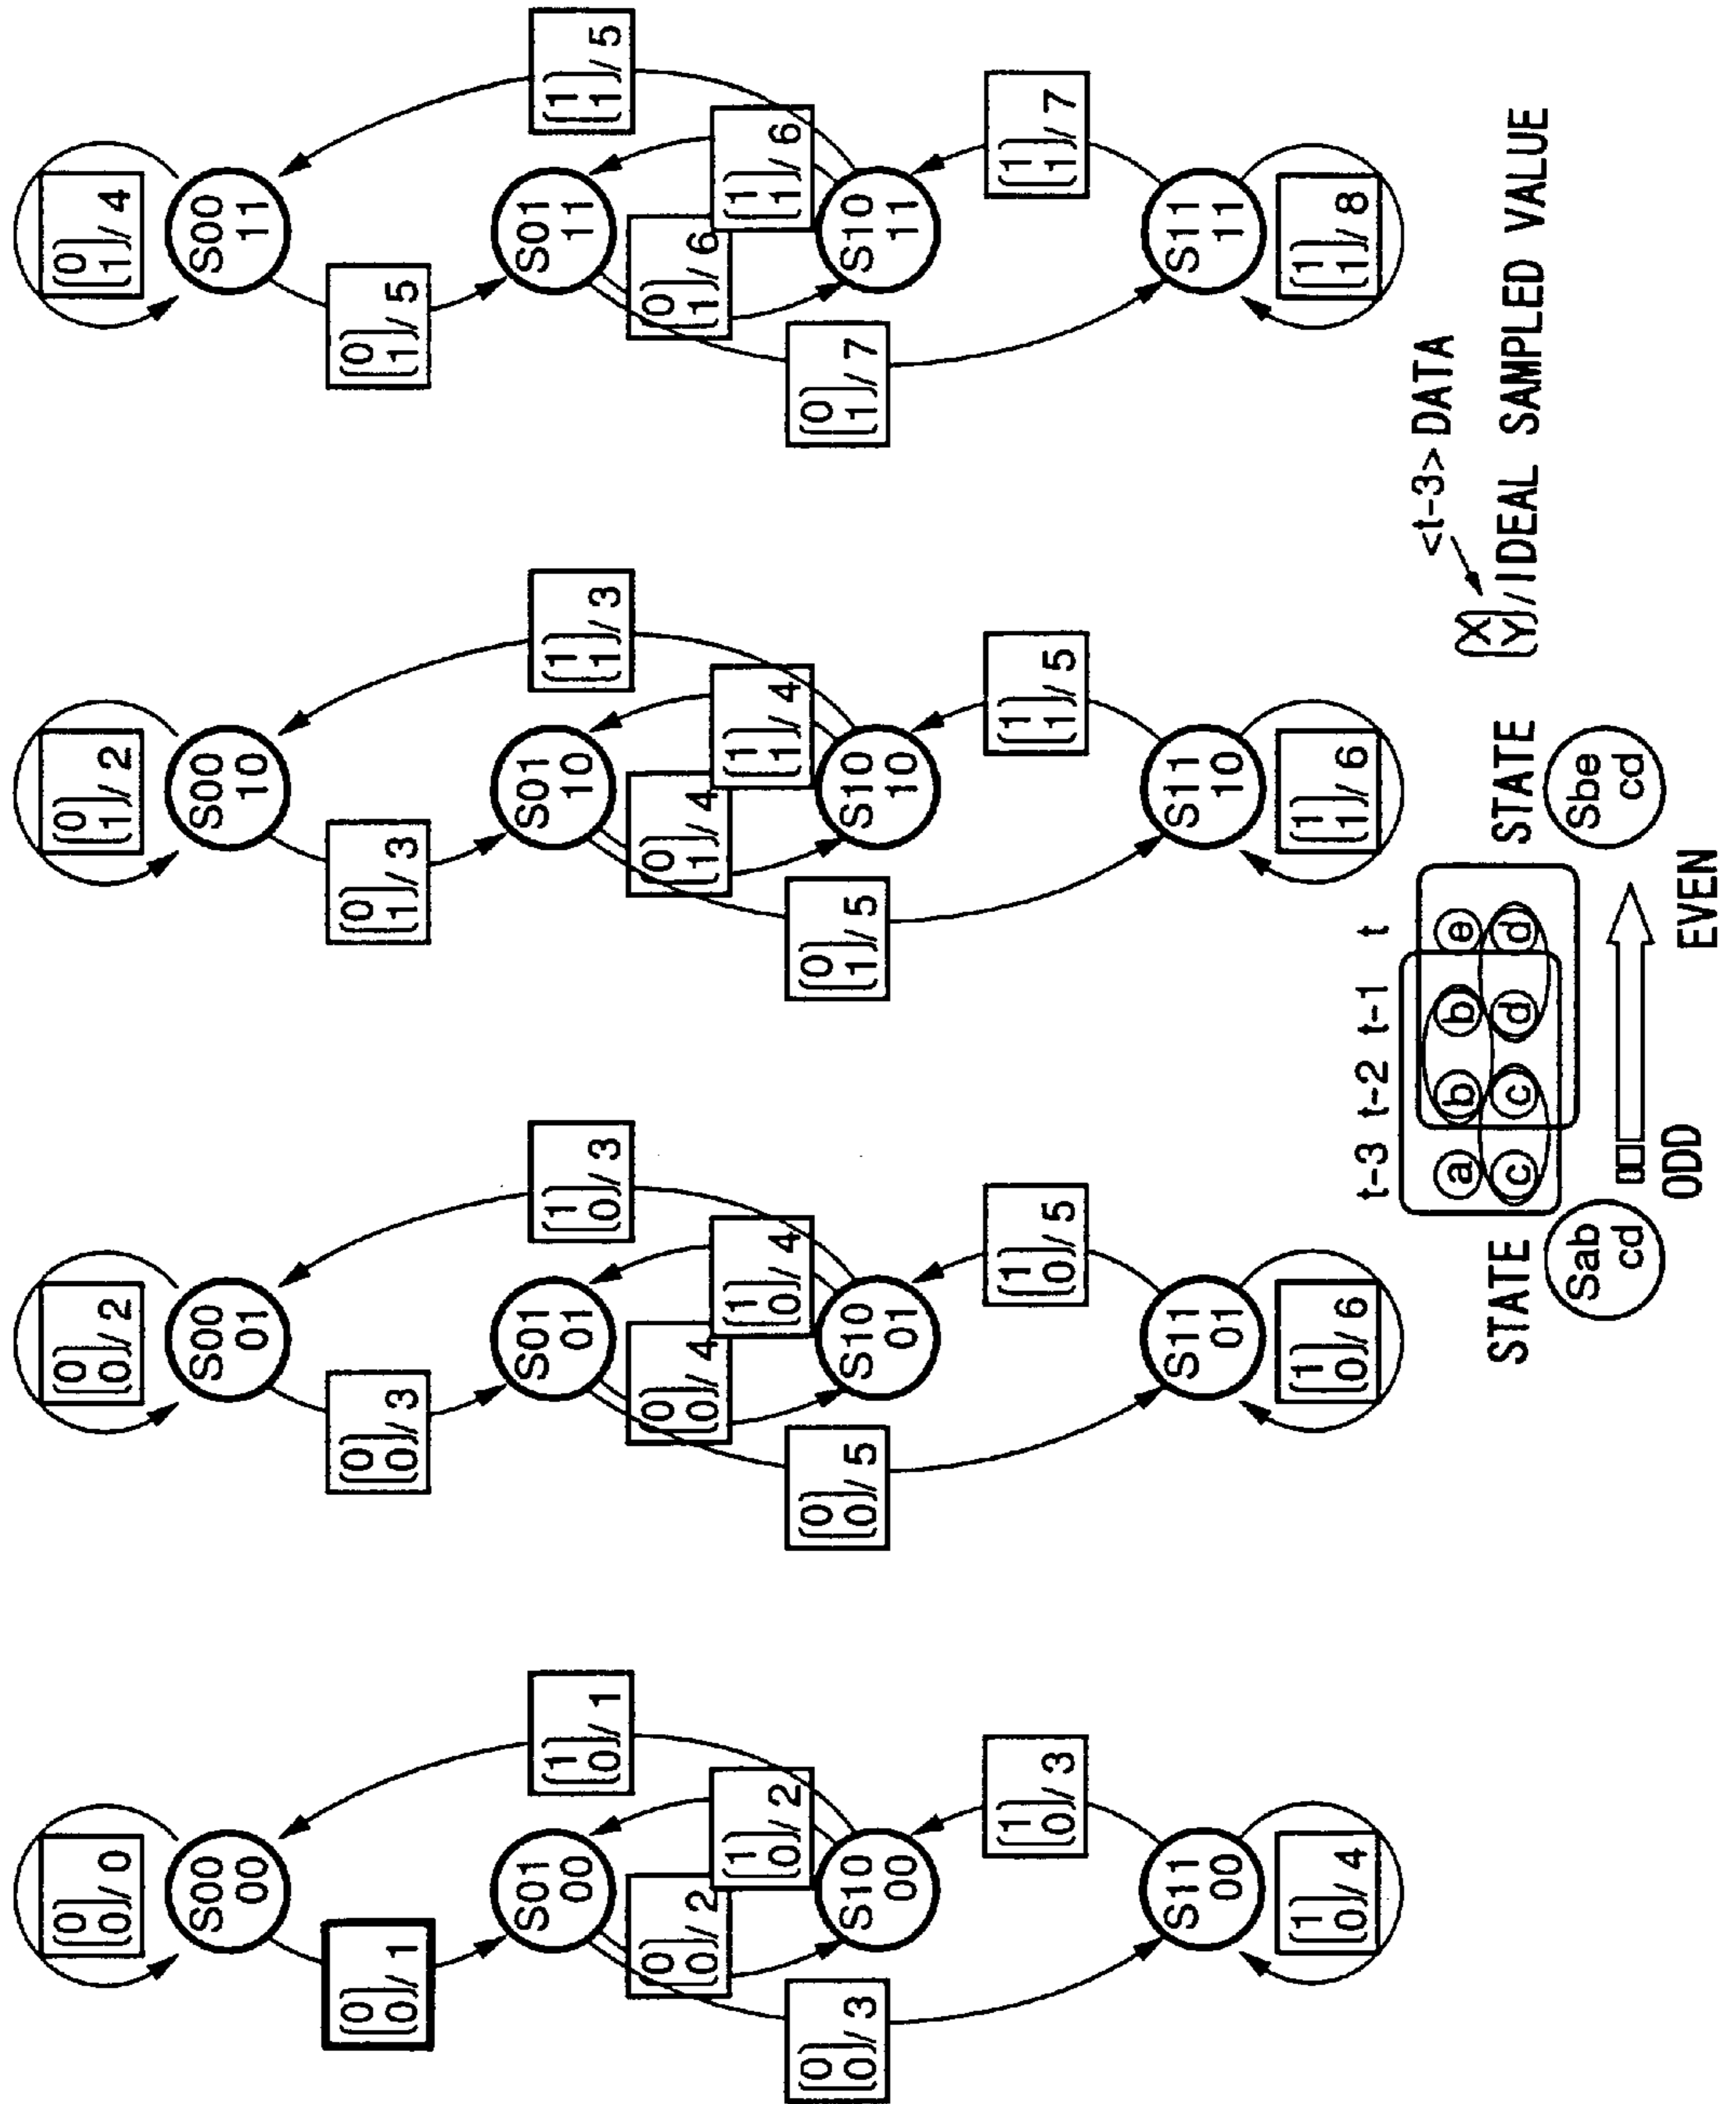 (0 0)/0
S00
00
(0 0)/1
(1 0)/1
S01
00
(0 0)/2
(1 0)/2
(0 0)/3
S10
00
(1 0)/3
S11
00
(1 0)/4
(0 0)/2
S00
01
(0 0)/3
(1 0)/3
S01
01
(0 0)/4
(1 0)/4
(0 0)/5
S10
01
(1 0)/5
S11
01
(1 0)/6
(0 1)/2
S00
10
(0 1)/3
(1 1)/3
S01
10
(0 1)/4
(1 1)/4
(0 1)/5
S10
10
(1 1)/5
S11
10
(1 1)/6
(0 1)/4
S00
11
(0 1)/5
(1 1)/5
S01
11
(0 1)/6
(1 1)/6
(0 1)/7
S10
11
(1 1)/7
S11
11
(1 1)/8
t-3 t-2 t-1 t
a b b e
c c d d
STATE
Sab
cd
STATE
Sbe
cd
ODD
EVEN
<t-3> DATA
(X Y)/IDEAL SAMPLED VALUE